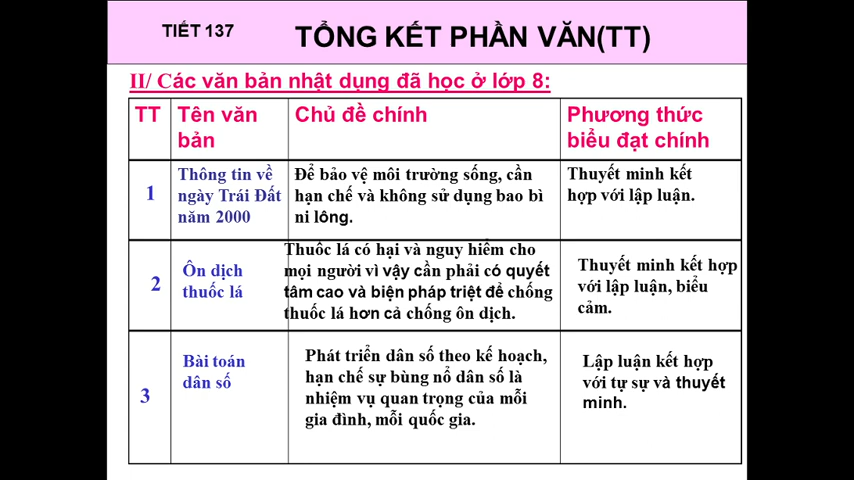 TIẾT 137
TỔNG KẾT PHẦN VĂN(TT)
II/ Các văn bản nhật dụng đã học ở lớp 8:
TT
Tên văn
bản
Chủ đề chính
Phương thức
biểu đạt chính
1
Thông tin về
ngày Trái Đất
năm 2000
Để bảo vệ môi trường sống, cần
hạn chế và không sử dụng bao bì
ni lông.
Thuyết minh kết
hợp với lập luận.
2
Ôn dịch
thuốc lá
Thuôc lá có hại và nguy hiểm cho
mọi người vì vậy cần phải có quyết
tâm cao và biện pháp triệt để chống
thuốc lá hơn cả chống ôn dịch.
Thuyết minh kết hợp
với lập luận, biểu
cảm.
3
Bài toán
dân số
Phát triển dân số theo kế hoạch,
hạn chế sự bùng nổ dân số là
nhiệm vụ quan trọng của mỗi
gia đình, mỗi quốc gia.
Lập luận kết hợp
với tự sự và thuyết
minh.